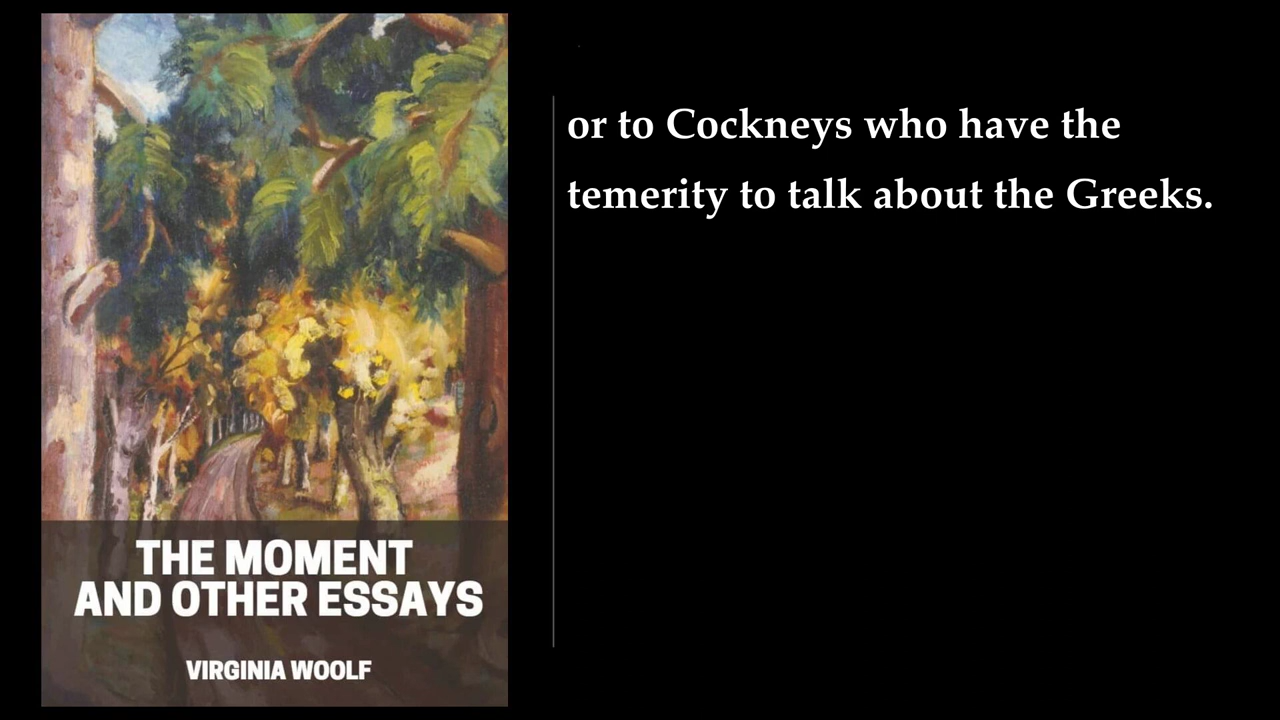 or to Cockneys who have the
temerity to talk about the Greeks.
THE MOMENT
AND OTHER ESSAYS
VIRGINIA WOOLF